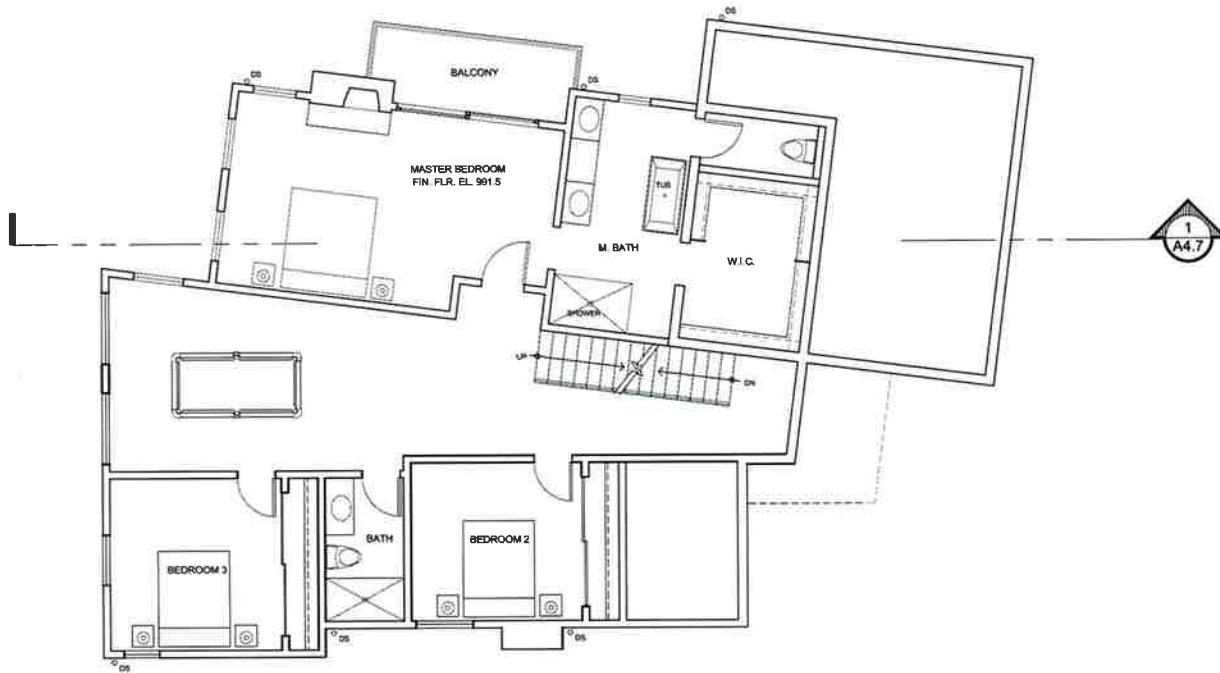 DS
BALCONY
DS
DS
MASTER BEDROOM
FIN. FLR. EL. 991.5
TUB
1
A4.7
M. BATH
W.I.C.
SHOWER
UP
DN
BATH
BEDROOM 2
BEDROOM 3
DS
DS
DS